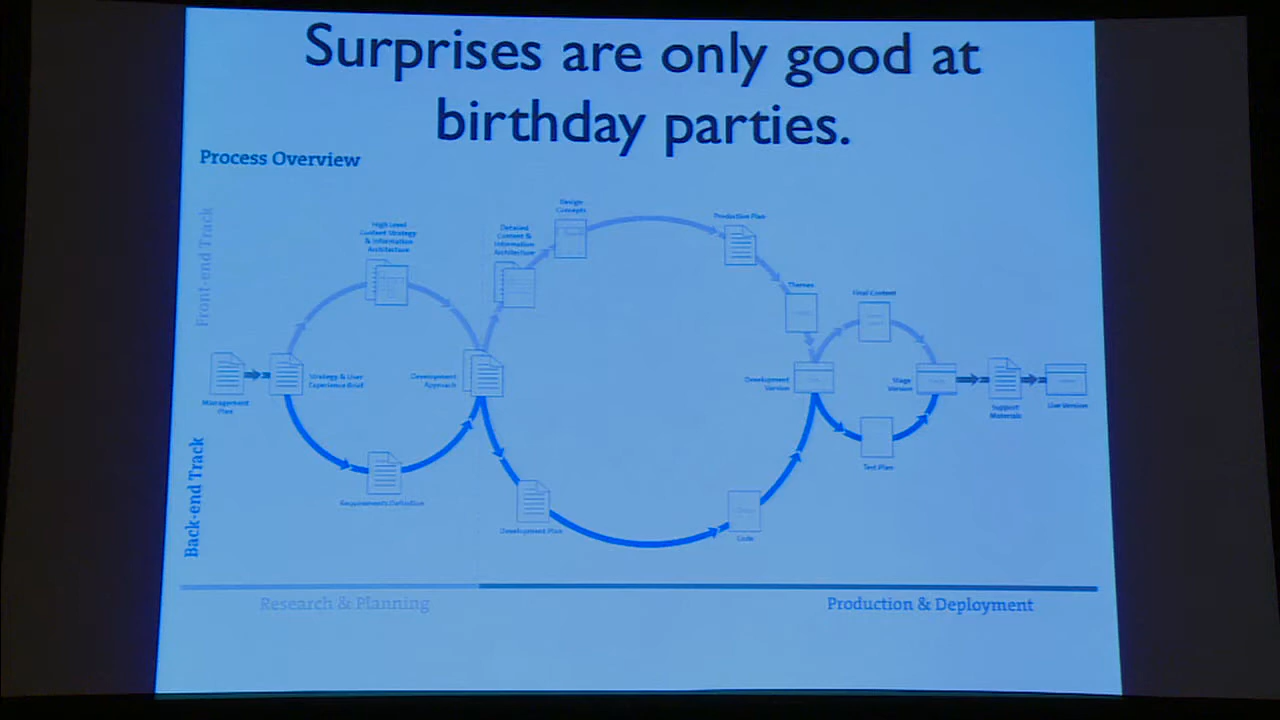 Surprises are only good at
birthday parties.
Process Overview
Front-end Track
Back-end Track
Management
Plan
Strategy & User
Experience Brief
High Level
Content Strategy
& Information
Architecture
Requirements Definition
Development
Approach
Detailed
Content &
Information
Architecture
Design
Concepts
Production Plan
Themes
Development Plan
Code
Development
Version
Final Content
Test Plan
Stage
Version
Support
Materials
Live Version
Research & Planning
Production & Deployment